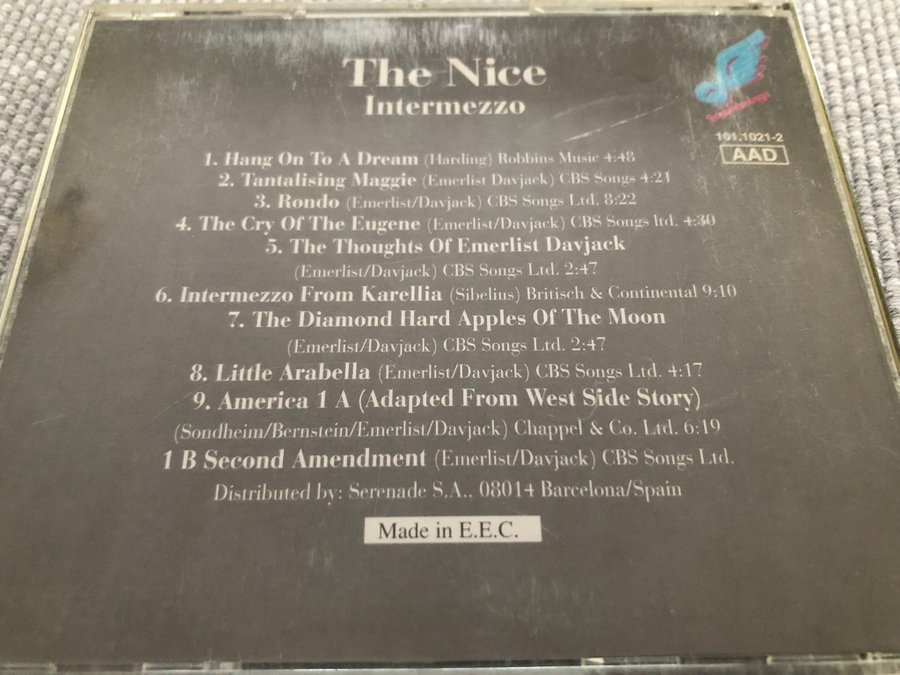 The Nice
Intermezzo
101.1021-2
AAD
1. Hang On To A Dream (Harding) Robbins Music 4:48
2. Tantalising Maggie (Emerlist Davjack) CBS Songs 4:21
3. Rondo (Emerlist/Davjack) CBS Songs Ltd. 8:22
4. The Cry Of The Eugene (Emerlist/Davjack) CBS Songs ltd. 4:30
5. The Thoughts Of Emerlist Davjack
(Emerlist/Davjack) CBS Songs Ltd. 2:47
6. Intermezzo From Karellia (Sibelius) Britisch & Continental 9:10
7. The Diamond Hard Apples Of The Moon
(Emerlist/Davjack) CBS Songs Ltd. 2:47
8. Little Arabella (Emerlist/Davjack) CBS Songs Ltd. 4:17
9. America 1 A (Adapted From West Side Story)
(Sondheim/Bernstein/Emerlist/Davjack) Chappel & Co. Ltd. 6:19
1 B Second Amendment (Emerlist/Davjack) CBS Songs Ltd.
Distributed by: Serenade S.A., 08014 Barcelona/Spain
Made in E.E.C.